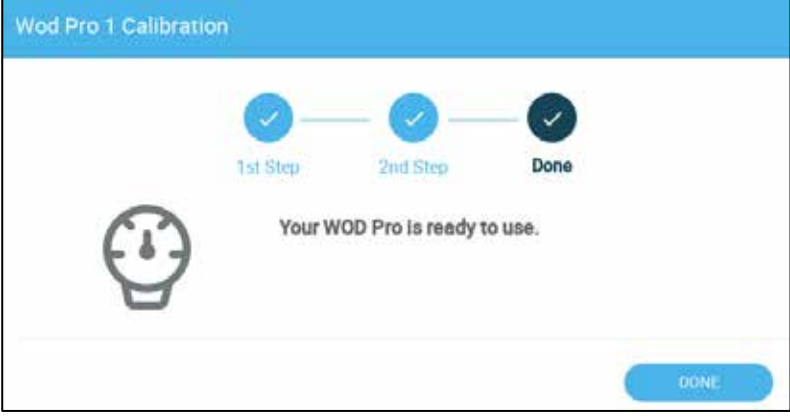 Wod Pro 1 Calibration
1st Step 2nd Step Done
Your WOD Pro is ready to use.
DONE